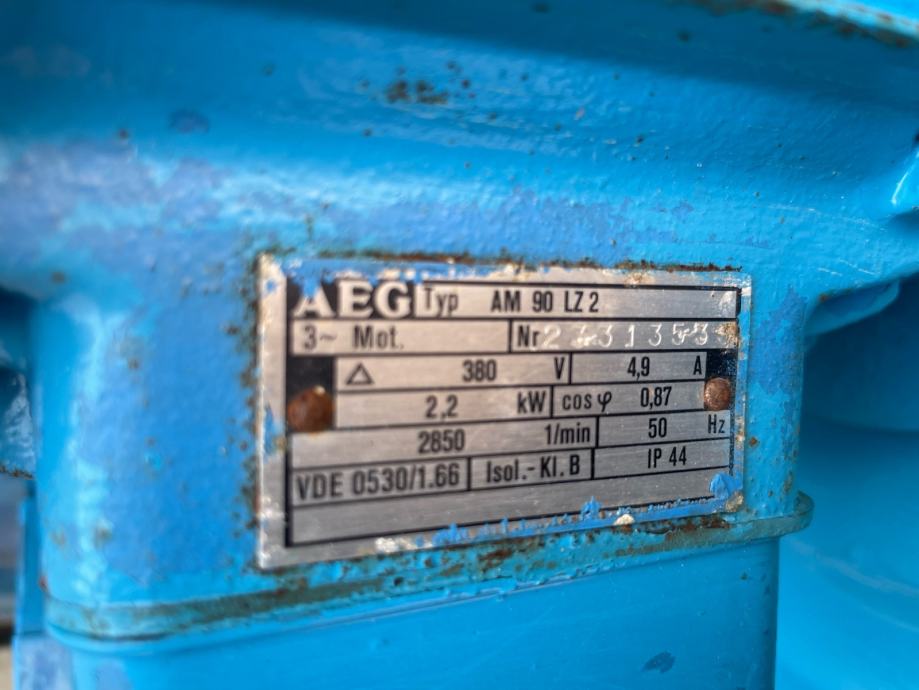 AEG Typ AM 90 LZ 2
3~ Mot. Nr
△ 380 V 4,9 A
2,2 kW cos φ 0,87
2850 1/min 50 Hz
VDE 0530/1.66 Isol.-Kl. B IP 44